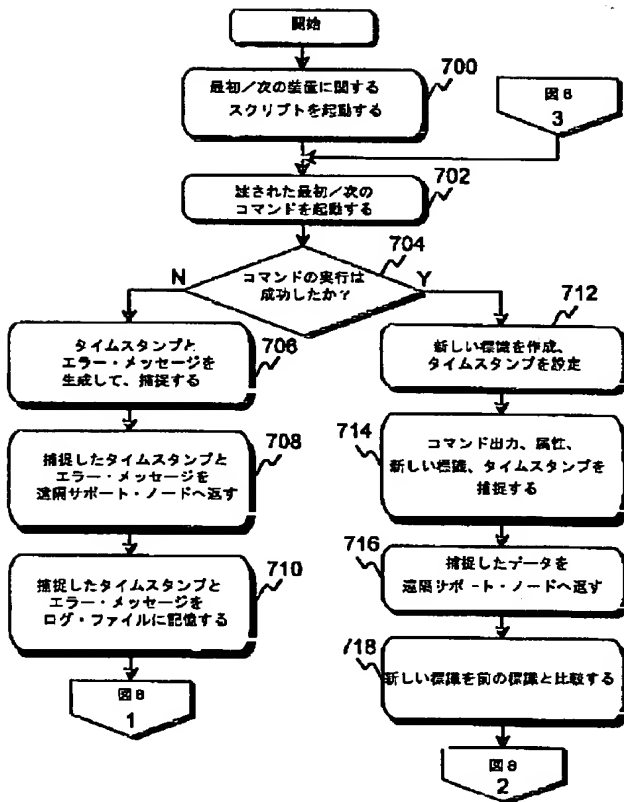 開始
700
最初／次の装置に関する
スクリプトを起動する
図8
3
702
渡された最初／次の
コマンドを起動する
704
コマンドの実行は
成功したか？
N
Y
706
タイムスタンプと
エラー・メッセージを
生成して、捕捉する
708
捕捉したタイムスタンプと
エラー・メッセージを
遠隔サポート・ノードへ返す
710
捕捉したタイムスタンプと
エラー・メッセージを
ログ・ファイルに記憶する
図8
1
712
新しい標識を作成、
タイムスタンプを設定
714
コマンド出力、属性、
新しい標識、タイムスタンプを
捕捉する
716
捕捉したデータを
遠隔サポート・ノードへ返す
718
新しい標識を前の標識と比較する
図8
2